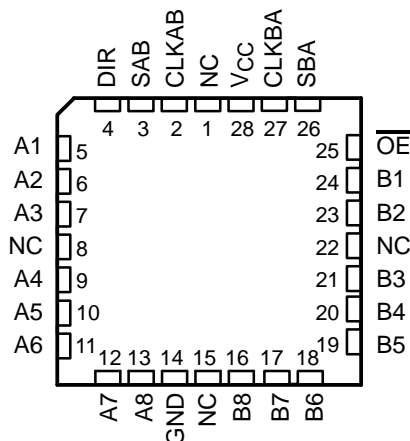 DIR SAB CLKAB NC VCC CLKBA SBA
4 3 2 1 28 27 26
A1 5 25 OE
A2 6 24 B1
A3 7 23 B2
NC 8 22 NC
A4 9 21 B3
A5 10 20 B4
A6 11 19 B5
12 13 14 15 16 17 18
A7 A8 GND NC B8 B7 B6